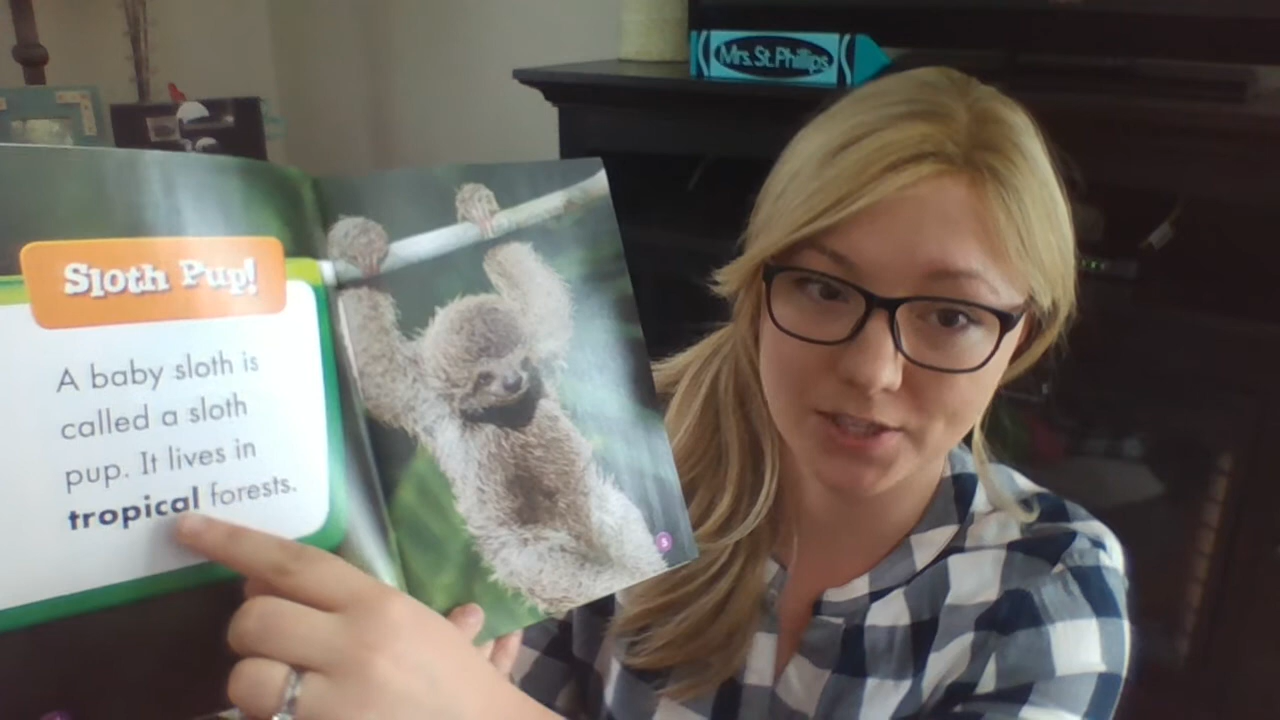 Mrs. St. Phillips
Sloth Pup!
A baby sloth is
called a sloth
pup. It lives in
tropical forests.
5